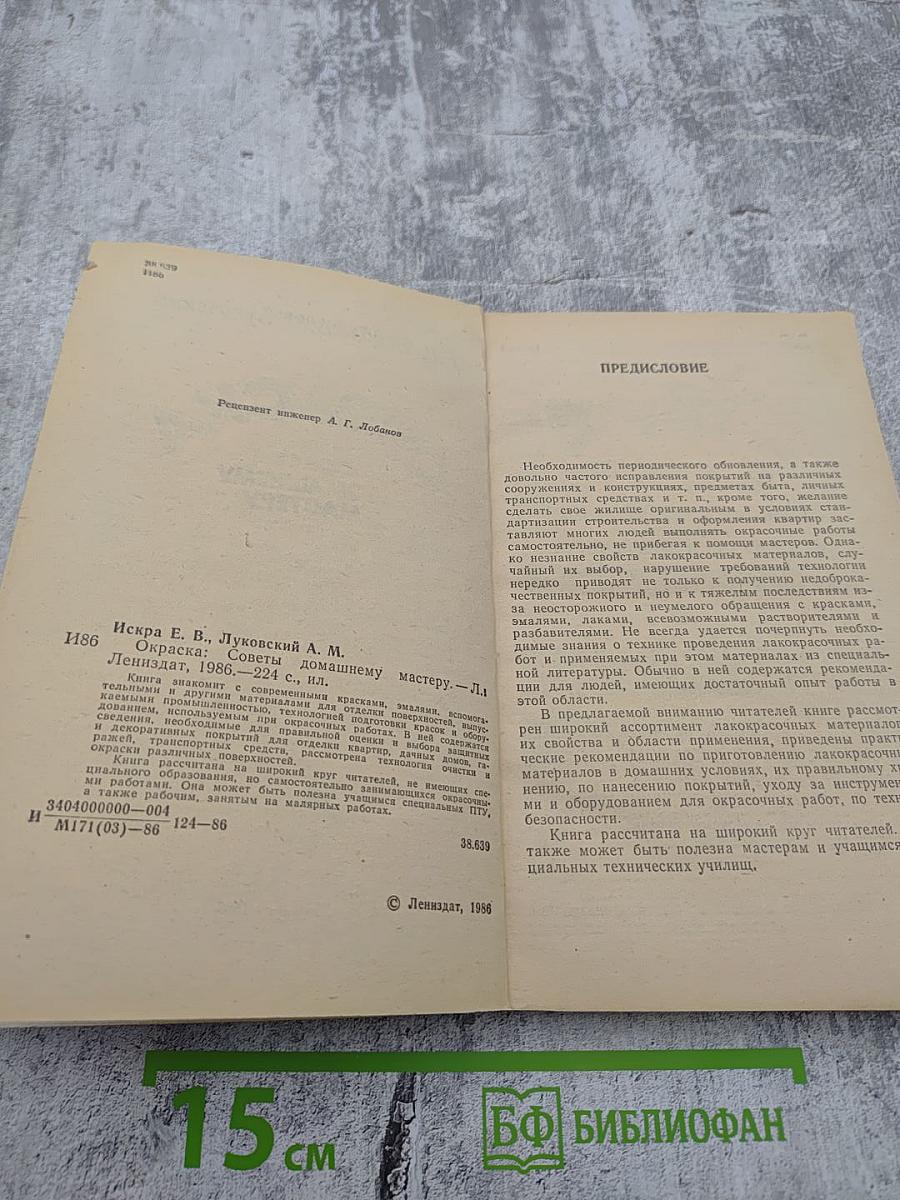 38.639
И86
Рецензент инженер А. Г. Лобанов
Искра Е. В., Луковский А. М.
И86 Окраска: Советы домашнему мастеру. — Л.:
Лениздат, 1986.—224 с., ил.
Книга знакомит с современными красками, эмалями, вспомога-
тельными и другими материалами для отделки поверхностей, выпус-
каемыми промышленностью, технологией подготовки красок и обору-
дованием, используемым при окрасочных работах. В ней содержатся
сведения, необходимые для правильной оценки и выбора защитных
и декоративных покрытий для отделки квартир, дачных домов, га-
ражей, транспортных средств, рассмотрена технология очистки и
окраски различных поверхностей.
Книга рассчитана на широкий круг читателей, не имеющих спе-
циального образования, но самостоятельно занимающихся окрасочны-
ми работами. Она может быть полезна учащимся специальных ПТУ,
а также рабочим, занятым на малярных работах.
И 3404000000—004
М171(03)—86 124—86
38.639
© Лениздат, 1986
ПРЕДИСЛОВИЕ
Необходимость периодического обновления, а также
довольно частого исправления покрытий на различных
сооружениях и конструкциях, предметах быта, личных
транспортных средствах и т. п., кроме того, желание
сделать свое жилище оригинальным в условиях стан-
дартизации строительства и оформления квартир зас-
тавляют многих людей выполнять окрасочные работы
самостоятельно, не прибегая к помощи мастеров. Одна-
ко незнание свойств лакокрасочных материалов, слу-
чайный их выбор, нарушение требований технологии
нередко приводят не только к получению недоброка-
чественных покрытий, но и к тяжелым последствиям из-
за неосторожного и неумелого обращения с красками,
эмалями, лаками, всевозможными растворителями и
разбавителями. Не всегда удается почерпнуть необхо-
димые знания о технике проведения лакокрасочных ра-
бот и применяемых при этом материалах из специаль-
ной литературы. Обычно в ней содержатся рекоменда-
ции для людей, имеющих достаточный опыт работы в
этой области.
В предлагаемой вниманию читателей книге рассмот-
рен широкий ассортимент лакокрасочных материало
их свойства и области применения, приведены практ
ческие рекомендации по приготовлению лакокрасочн
материалов в домашних условиях, их правильному х
нению, по нанесению покрытий, уходу за инструмен
ми и оборудованием для окрасочных работ, по техн
безопасности.
Книга рассчитана на широкий круг читателей.
также может быть полезна мастерам и учащимся
циальных технических училищ.
15 см
БФ БИБЛИОФАН